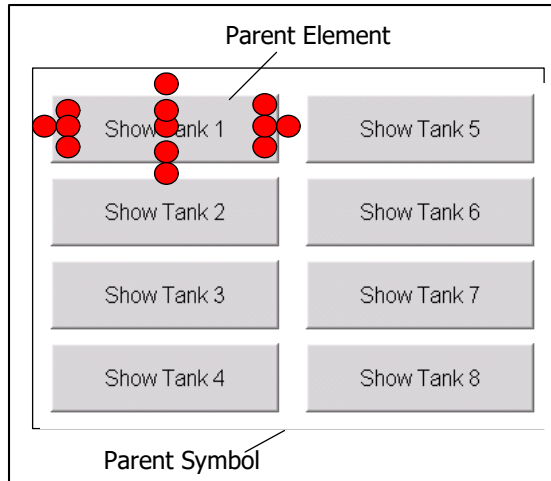 Parent Element
Show Tank 1
Show Tank 5
Show Tank 2
Show Tank 6
Show Tank 3
Show Tank 7
Show Tank 4
Show Tank 8
Parent Symbol